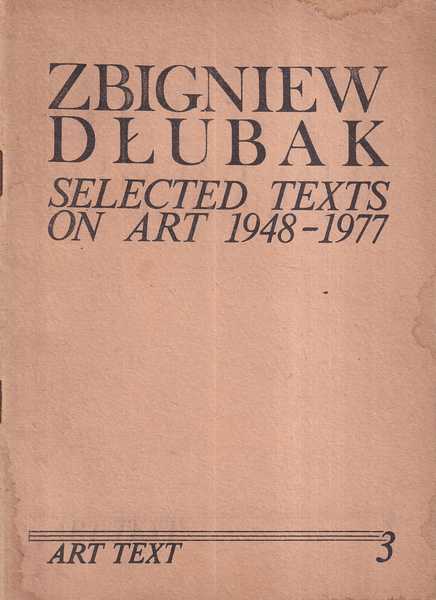 ZBIGNIEW
DŁUBAK
SELECTED TEXTS
ON ART 1948-1977
ART TEXT 3